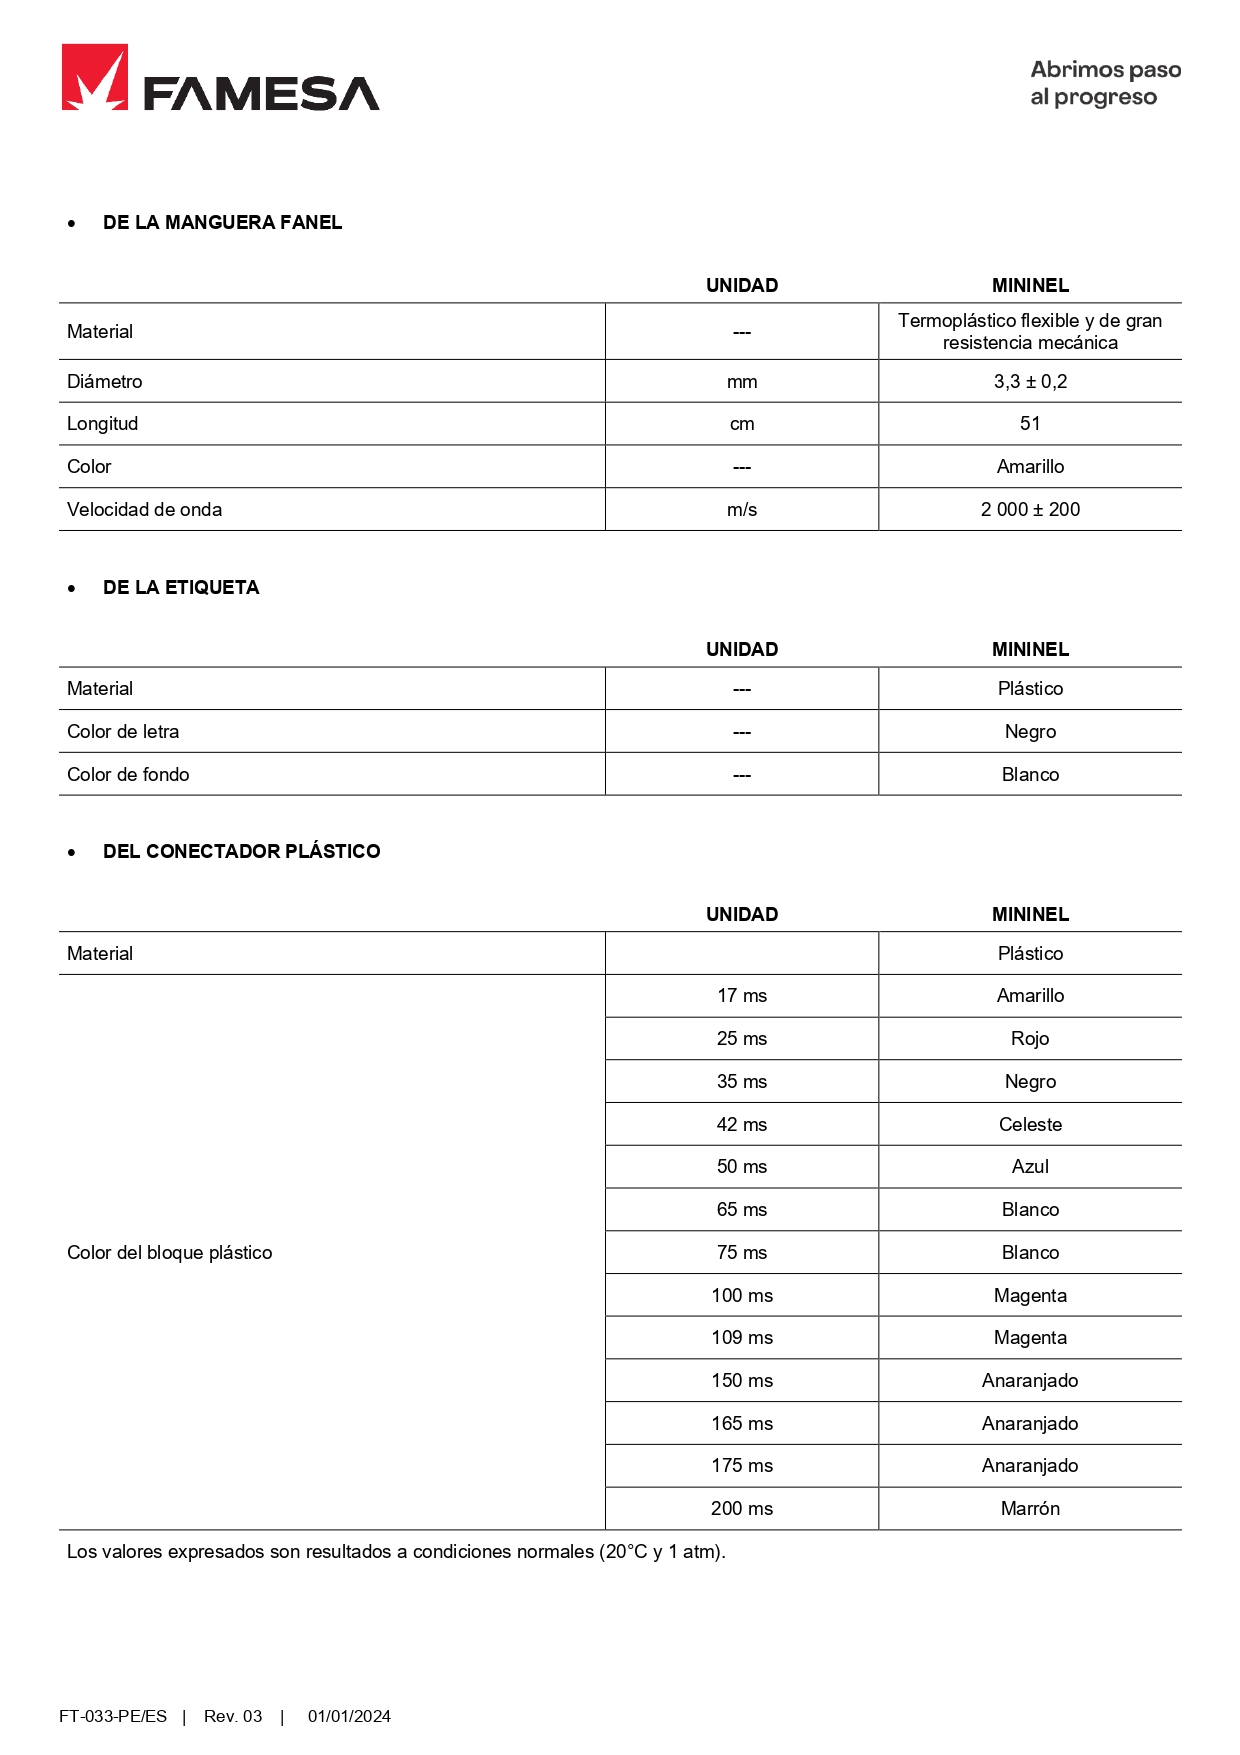 FAMESA
Abrimos paso
al progreso
• DE LA MANGUERA FANEL
UNIDAD MININEL
Material --- Termoplástico flexible y de gran
resistencia mecánica
Diámetro mm 3,3 ± 0,2
Longitud cm 51
Color --- Amarillo
Velocidad de onda m/s 2 000 ± 200
• DE LA ETIQUETA
UNIDAD MININEL
Material --- Plástico
Color de letra --- Negro
Color de fondo --- Blanco
• DEL CONECTADOR PLÁSTICO
UNIDAD MININEL
Material Plástico
17 ms Amarillo
25 ms Rojo
35 ms Negro
42 ms Celeste
50 ms Azul
65 ms Blanco
Color del bloque plástico 75 ms Blanco
100 ms Magenta
109 ms Magenta
150 ms Anaranjado
165 ms Anaranjado
175 ms Anaranjado
200 ms Marrón
Los valores expresados son resultados a condiciones normales (20°C y 1 atm).
FT-033-PE/ES | Rev. 03 | 01/01/2024